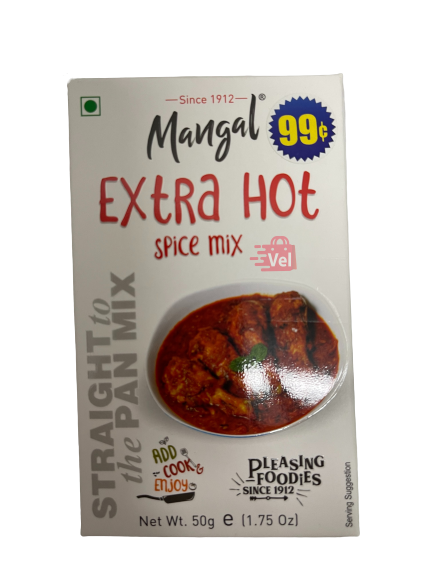 Since 1912
Mangal®
99¢
EXtRA HOt
SPICE MIX
Vel
STRAIGHT to
the PAN MIX
ADD
COOK &
ENJOY
PLEASING
FOODIES
SINCE 1912
Net Wt. 50g e (1.75 Oz)
Serving Suggestion